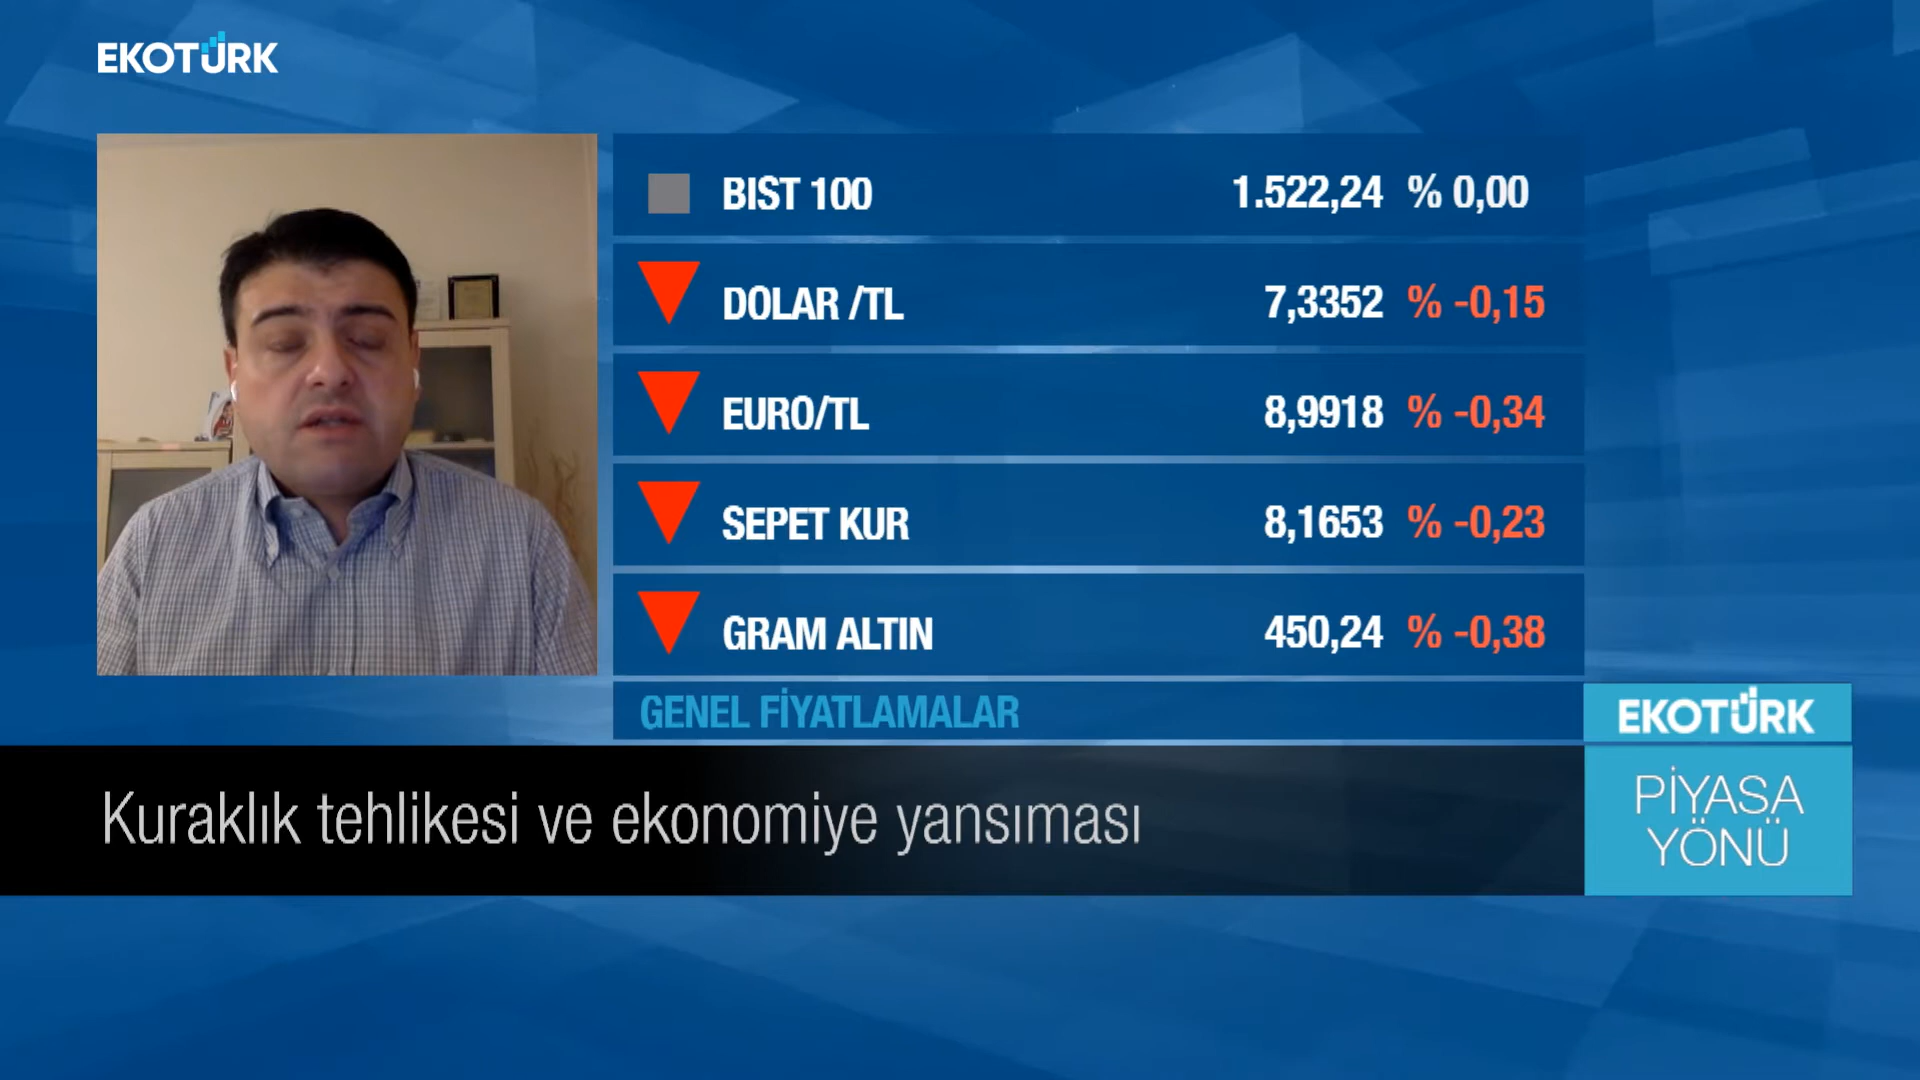 EKOTÜRK
BIST 100 1.522,24 % 0,00
DOLAR /TL 7,3352 % -0,15
EURO/TL 8,9918 % -0,34
SEPET KUR 8,1653 % -0,23
GRAM ALTIN 450,24 % -0,38
GENEL FİYATLAMALAR
EKOTÜRK
Kuraklık tehlikesi ve ekonomiye yansıması
PİYASA
YÖNÜ